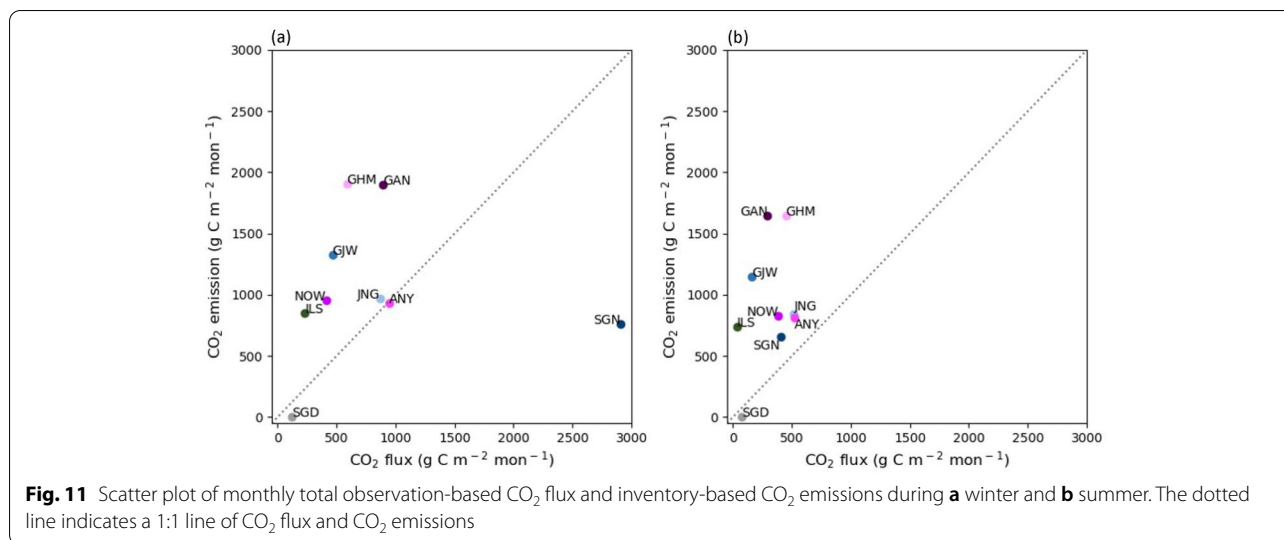 (a)
3000
2500
2000
1500
1000
500
0
CO₂ emission (g C m⁻² mon⁻¹)
GHM
GAN
GJW
NOW
ILS
JNG
ANY
SGN
SGD
0 500 1000 1500 2000 2500 3000
CO₂ flux (g C m⁻² mon⁻¹)
(b)
3000
2500
2000
1500
1000
500
0
CO₂ emission (g C m⁻² mon⁻¹)
GAN
GHM
GJW
NOW
JNG
ILS
ANY
SGN
SGD
0 500 1000 1500 2000 2500 3000
CO₂ flux (g C m⁻² mon⁻¹)
Fig. 11 Scatter plot of monthly total observation-based CO₂ flux and inventory-based CO₂ emissions during a winter and b summer. The dotted
line indicates a 1:1 line of CO₂ flux and CO₂ emissions